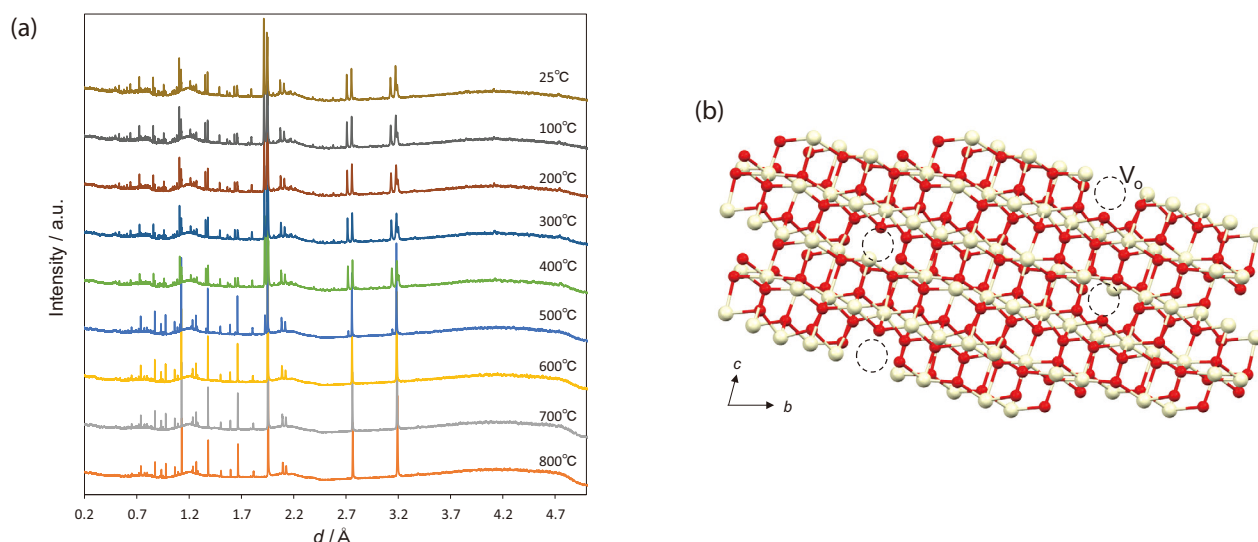 (a)
Intensity / a.u.
25°C
100°C
200°C
300°C
400°C
500°C
600°C
700°C
800°C
0.2 0.7 1.2 1.7 2.2 2.7 3.2 3.7 4.2 4.7
d / Å
(b)
Vo
c
b